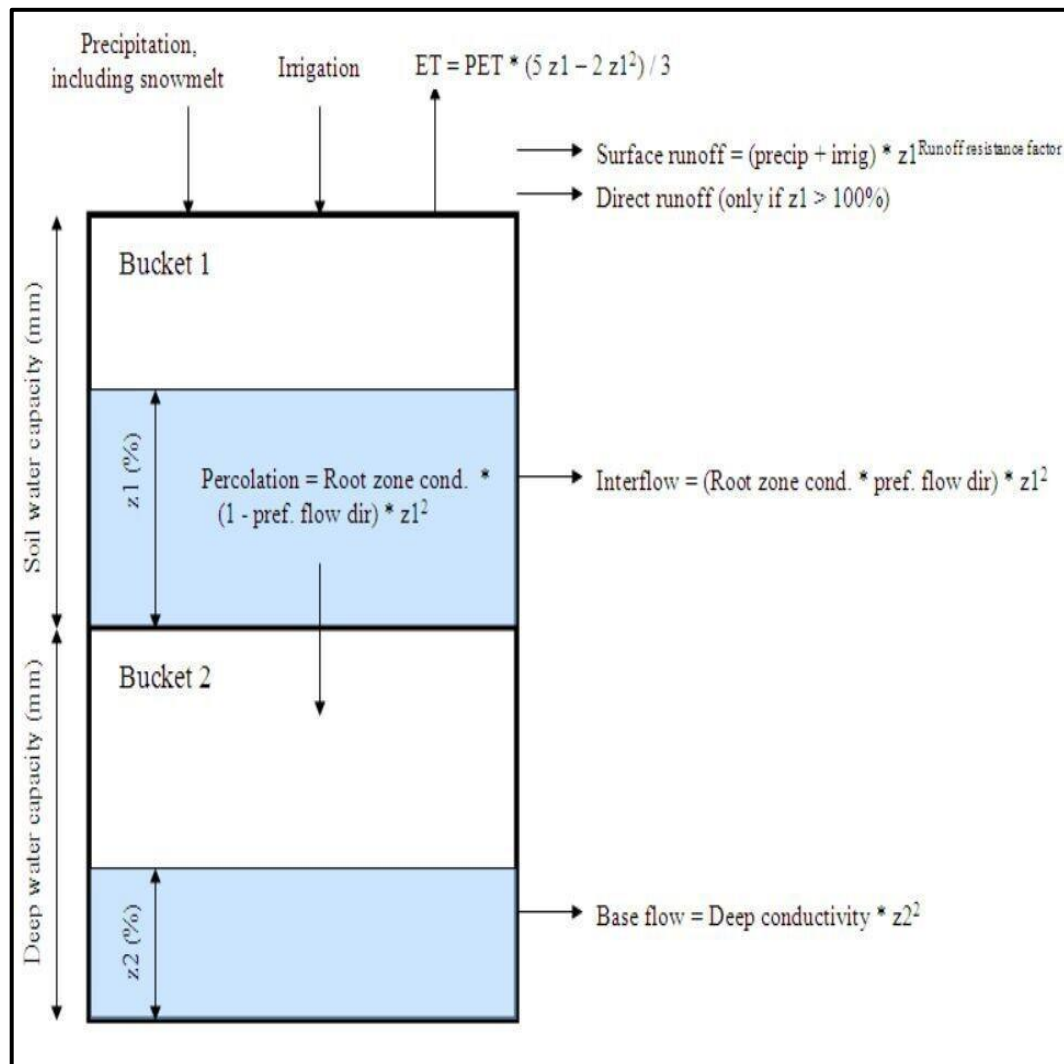 Precipitation,
including snowmelt
Irrigation
ET = PET * (5 z1 – 2 z1²) / 3
Surface runoff = (precip + irrig) * z1^Runoff resistance factor
Direct runoff (only if z1 > 100%)
Bucket 1
Soil water capacity (mm)
z1 (%)
Percolation = Root zone cond. *
(1 - pref. flow dir) * z1²
Interflow = (Root zone cond. * pref. flow dir) * z1²
Bucket 2
Deep water capacity (mm)
z2 (%)
Base flow = Deep conductivity * z2²